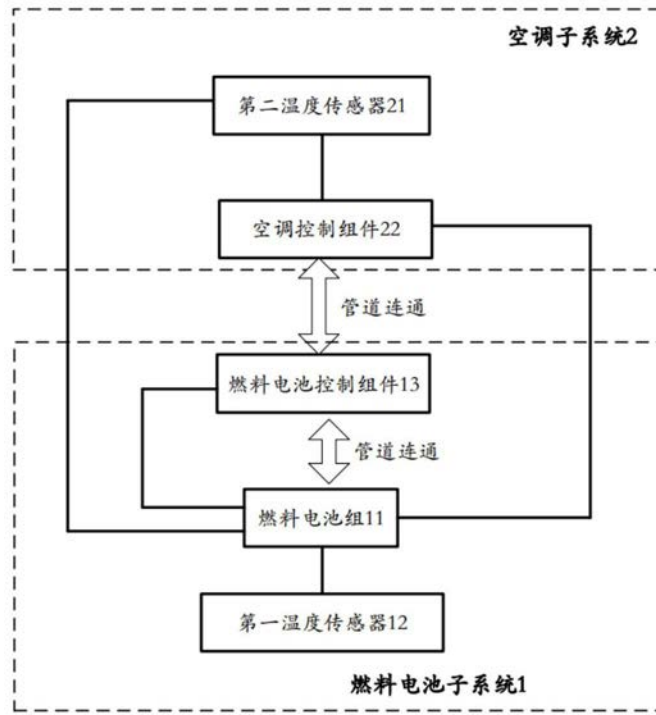 空调子系统2
第二温度传感器21
空调控制组件22
管道连通
燃料电池控制组件13
管道连通
燃料电池组11
第一温度传感器12
燃料电池子系统1